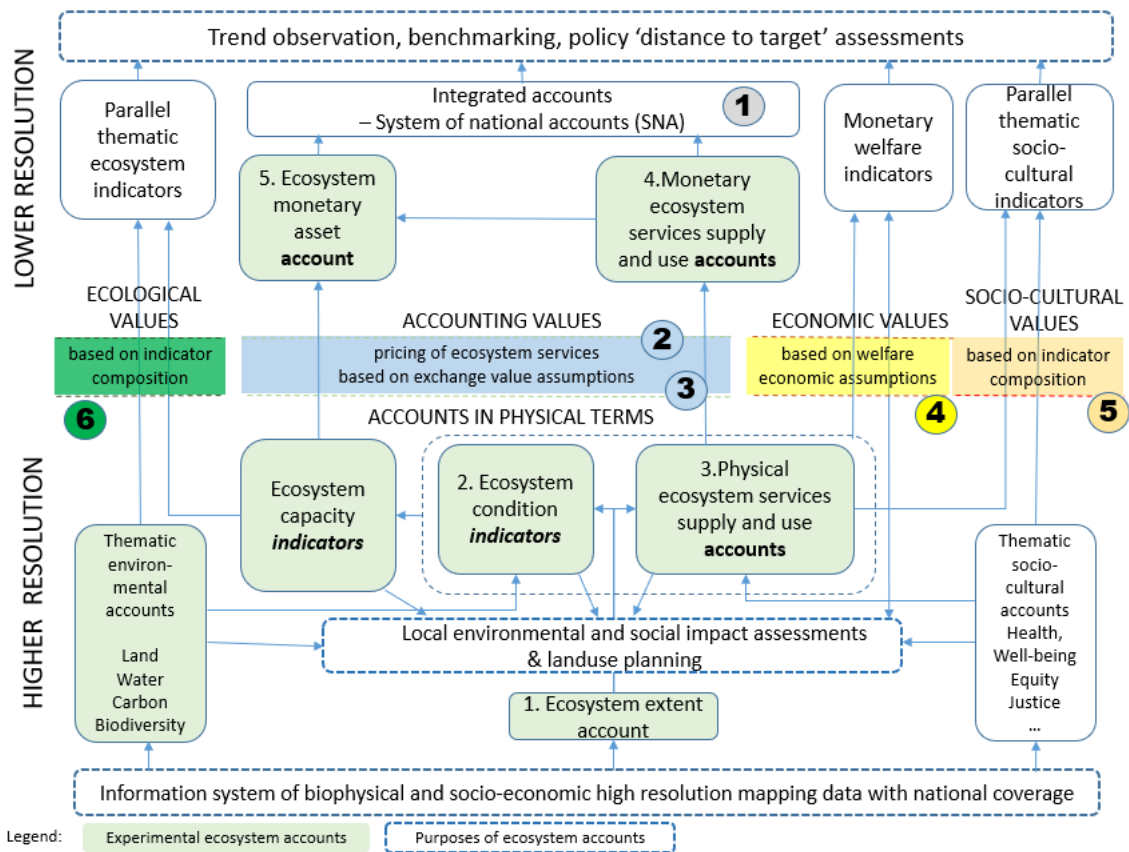 Trend observation, benchmarking, policy ‘distance to target’ assessments
LOWER RESOLUTION
Parallel
thematic
ecosystem
indicators
Integrated accounts
– System of national accounts (SNA)
1
Monetary
welfare
indicators
Parallel
thematic
socio-
cultural
indicators
5. Ecosystem
monetary
asset
account
4.Monetary
ecosystem
services supply
and use accounts
ECOLOGICAL
VALUES
ACCOUNTING VALUES
ECONOMIC VALUES
SOCIO-CULTURAL
VALUES
based on indicator
composition
6
pricing of ecosystem services
based on exchange value assumptions
2
3
based on welfare
economic assumptions
4
based on indicator
composition
5
ACCOUNTS IN PHYSICAL TERMS
HIGHER RESOLUTION
Ecosystem
capacity
indicators
2. Ecosystem
condition
indicators
3.Physical
ecosystem services
supply and use
accounts
Thematic
environ-
mental
accounts
Land
Water
Carbon
Biodiversity
Thematic
socio-
cultural
accounts
Health,
Well-being
Equity
Justice
...
Local environmental and social impact assessments
& landuse planning
1. Ecosystem extent
account
Information system of biophysical and socio-economic high resolution mapping data with national coverage
Legend:
Experimental ecosystem accounts
Purposes of ecosystem accounts